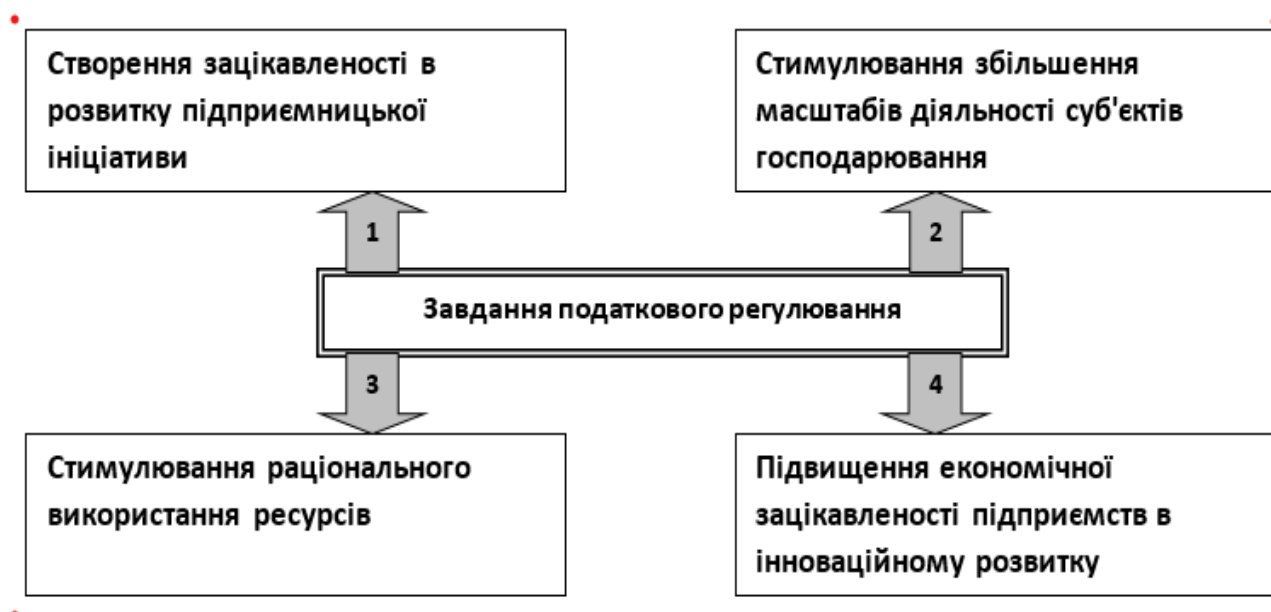 Створення зацікавленості в
розвитку підприємницької
ініціативи
Стимулювання збільшення
масштабів діяльності суб'єктів
господарювання
1
2
Завдання податкового регулювання
3
4
Стимулювання раціонального
використання ресурсів
Підвищення економічної
зацікавленості підприємств в
інноваційному розвитку